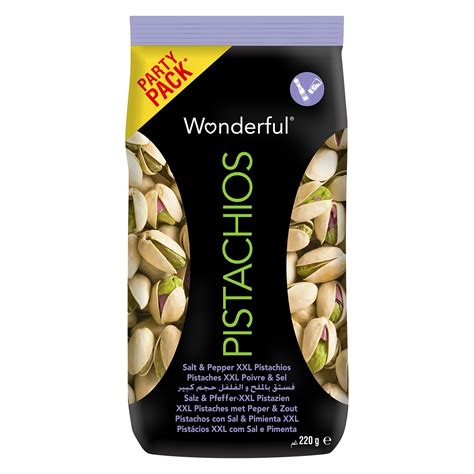 PARTY
PACK*
Wonderful®
PISTACHIOS
Salt & Pepper XXL Pistachios
Pistaches XXL Poivre & Sel
فستق بالملح و الفلفل حجم كبير
Salz & Pfeffer-XXL Pistazien
XXL Pistaches met Peper & Zout
Pistachos con Sal & Pimienta XXL
Pistácios XXL com Sal e Pimenta
220 g غلم e